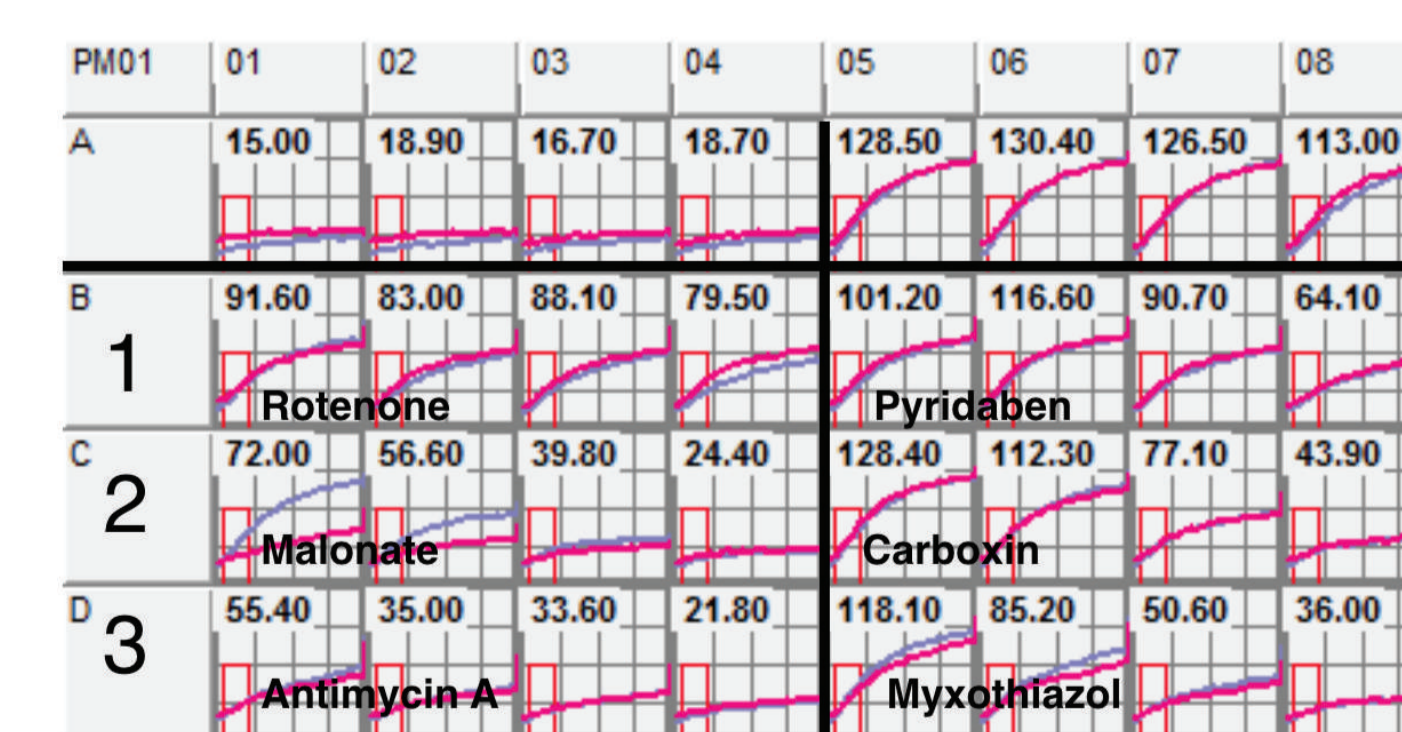 PM01 01 02 03 04 05 06 07 08
A 15.00 18.90 16.70 18.70 128.50 130.40 126.50 113.00
B 91.60 83.00 88.10 79.50 101.20 116.60 90.70 64.10
1
Rotenone Pyridaben
C 72.00 56.60 39.80 24.40 128.40 112.30 77.10 43.90
2
Malonate Carboxin
D 55.40 35.00 33.60 21.80 118.10 85.20 50.60 36.00
3
Antimycin A Myxothiazol